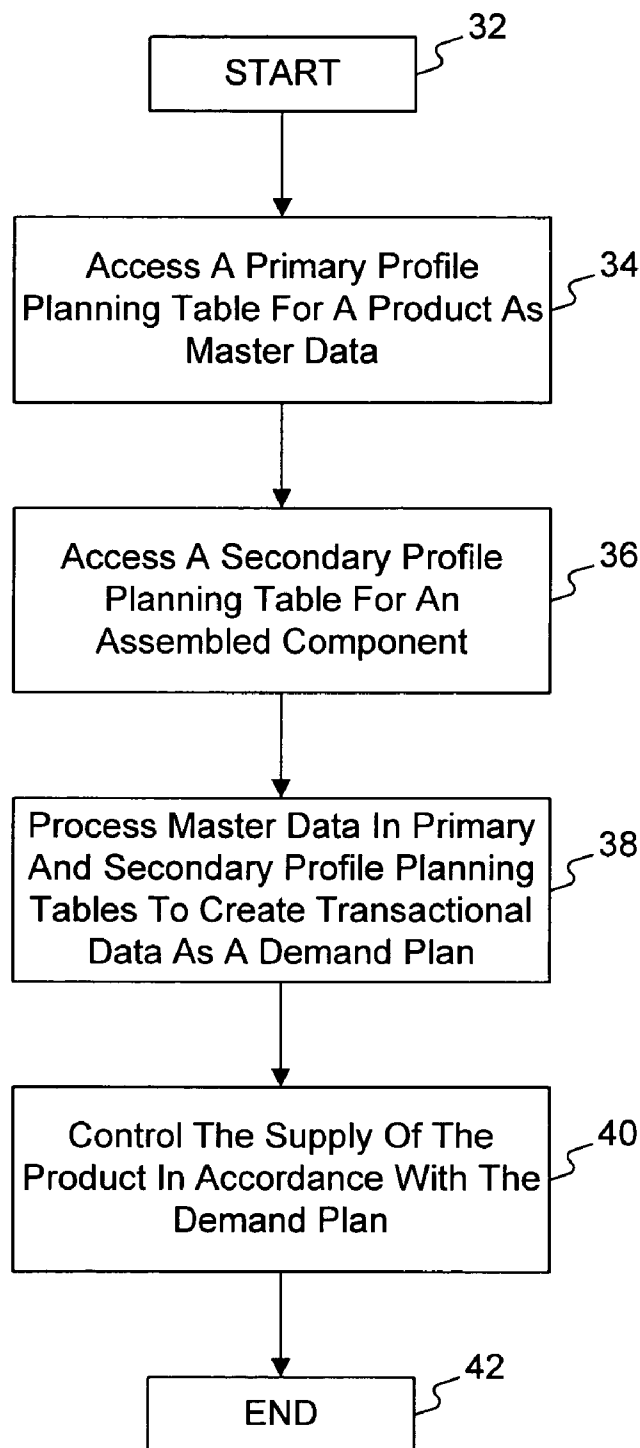 32
START
Access A Primary Profile
Planning Table For A Product As
Master Data
34
Access A Secondary Profile
Planning Table For An
Assembled Component
36
Process Master Data In Primary
And Secondary Profile Planning
Tables To Create Transactional
Data As A Demand Plan
38
Control The Supply Of The
Product In Accordance With The
Demand Plan
40
42
END